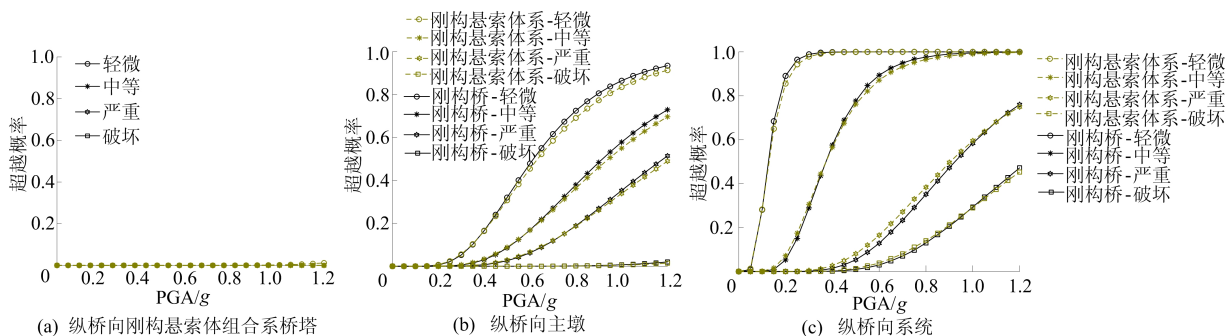 1.0
0.8
0.6
0.4
0.2
超越概率
轻微
中等
严重
破坏
0
0.2
0.4
0.6
0.8
1.0
1.2
PGA/g
(a) 纵桥向刚构悬索体组合系桥塔
刚构悬索体系-轻微
刚构悬索体系-中等
刚构悬索体系-严重
刚构悬索体系-破坏
刚构桥-轻微
刚构桥-中等
刚构桥-严重
刚构桥-破坏
1.0
0.8
0.6
0.4
0.2
超越概率
0
0.2
0.4
0.6
0.8
1.0
1.2
PGA/g
(b) 纵桥向主墩
1.0
0.8
0.6
0.4
0.2
超越概率
0
0.2
0.4
0.6
0.8
1.0
1.2
PGA/g
(c) 纵桥向系统
刚构悬索体系-轻微
刚构悬索体系-中等
刚构悬索体系-严重
刚构悬索体系-破坏
刚构桥-轻微
刚构桥-中等
刚构桥-严重
刚构桥-破坏